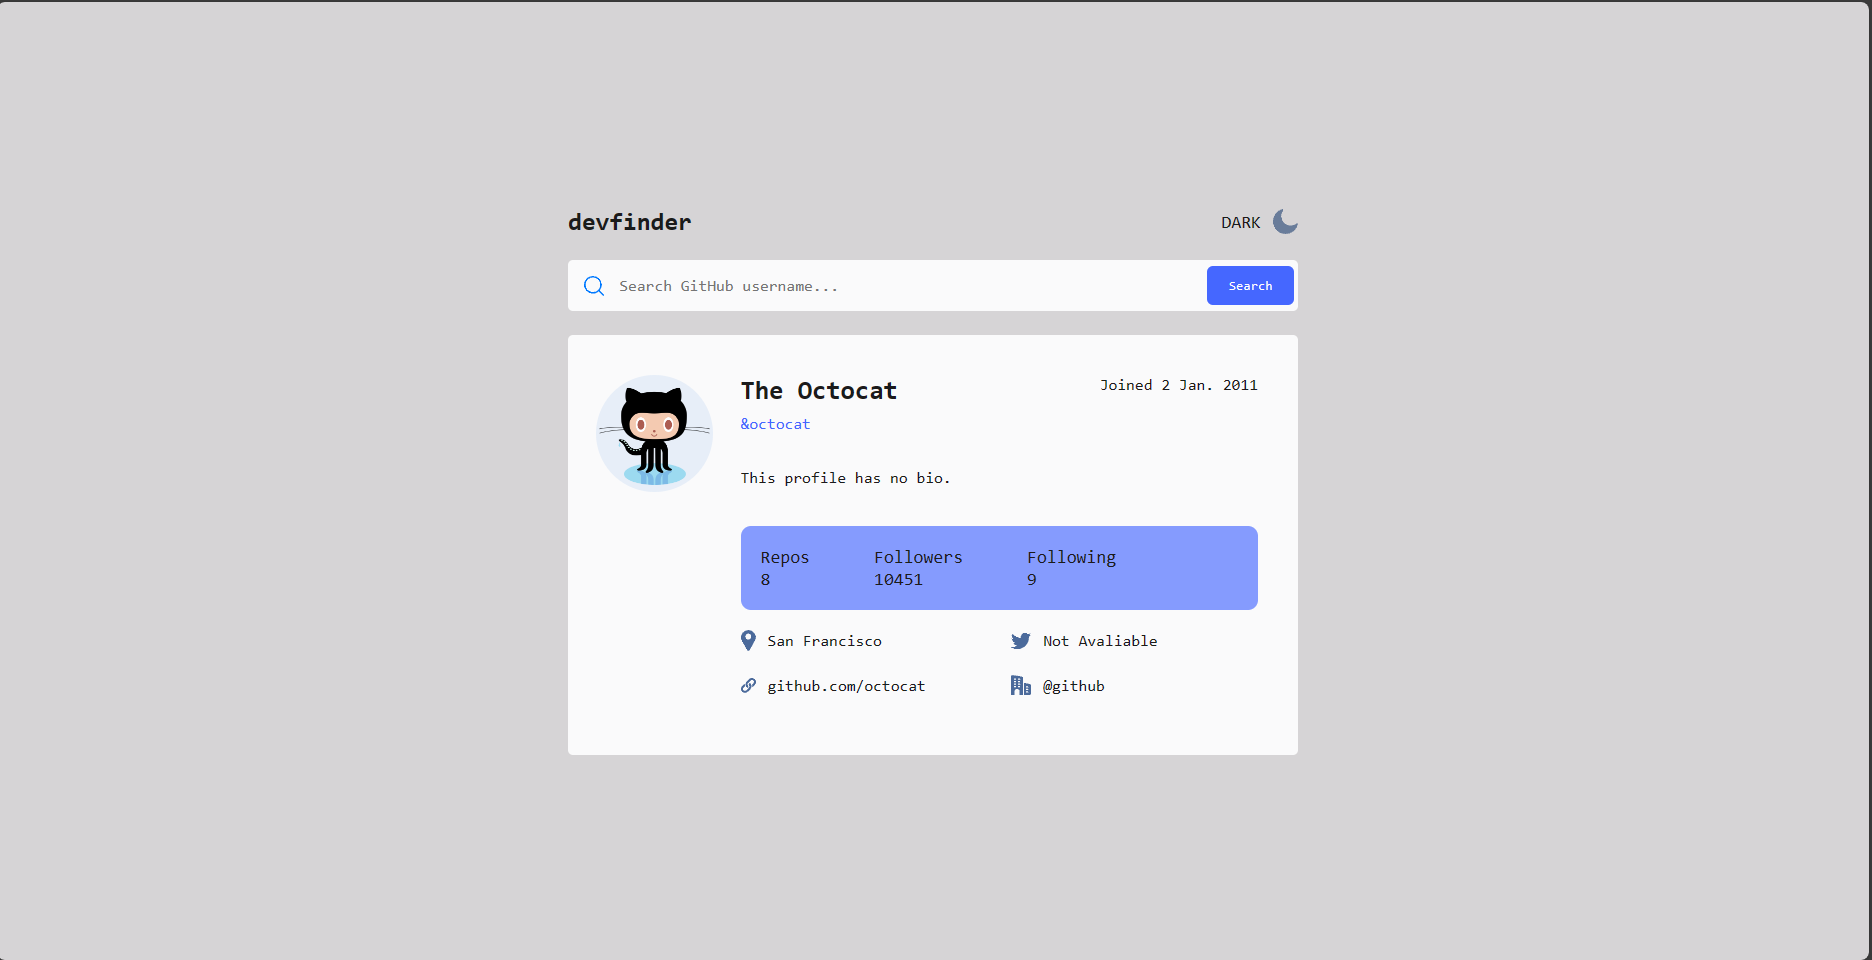 devfinder
DARK
Search GitHub username...
Search
The Octocat
Joined 2 Jan. 2011
&octocat
This profile has no bio.
Repos
8
Followers
10451
Following
9
San Francisco
Not Avaliable
github.com/octocat
@github